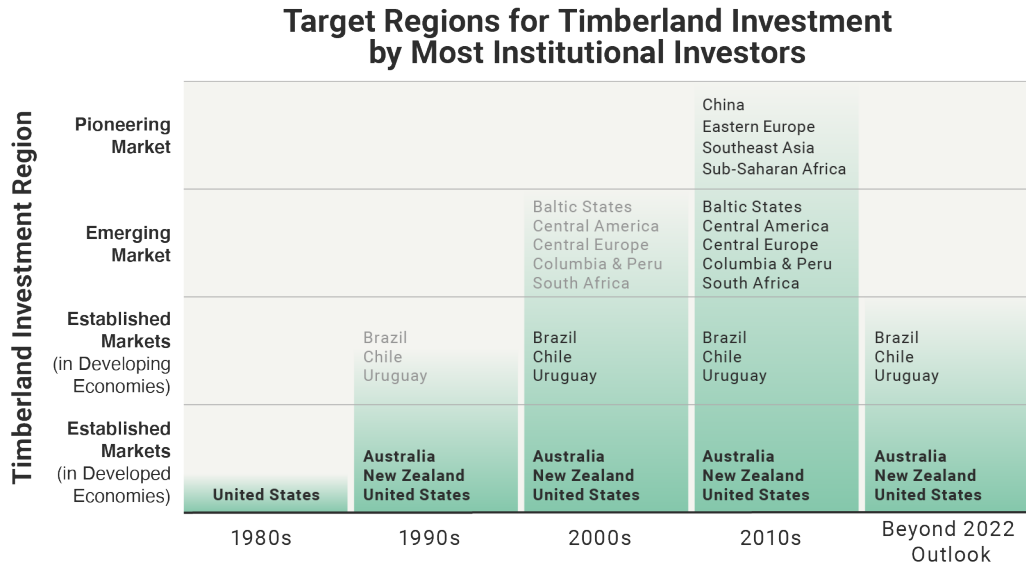 Target Regions for Timberland Investment
by Most Institutional Investors
Timberland Investment Region
Pioneering
Market
China
Eastern Europe
Southeast Asia
Sub-Saharan Africa
Emerging
Market
Baltic States
Central America
Central Europe
Columbia & Peru
South Africa
Baltic States
Central America
Central Europe
Columbia & Peru
South Africa
Established
Markets
(in Developing
Economies)
Brazil
Chile
Uruguay
Brazil
Chile
Uruguay
Brazil
Chile
Uruguay
Brazil
Chile
Uruguay
Established
Markets
(in Developed
Economies)
United States
Australia
New Zealand
United States
Australia
New Zealand
United States
Australia
New Zealand
United States
Australia
New Zealand
United States
1980s
1990s
2000s
2010s
Beyond 2022
Outlook